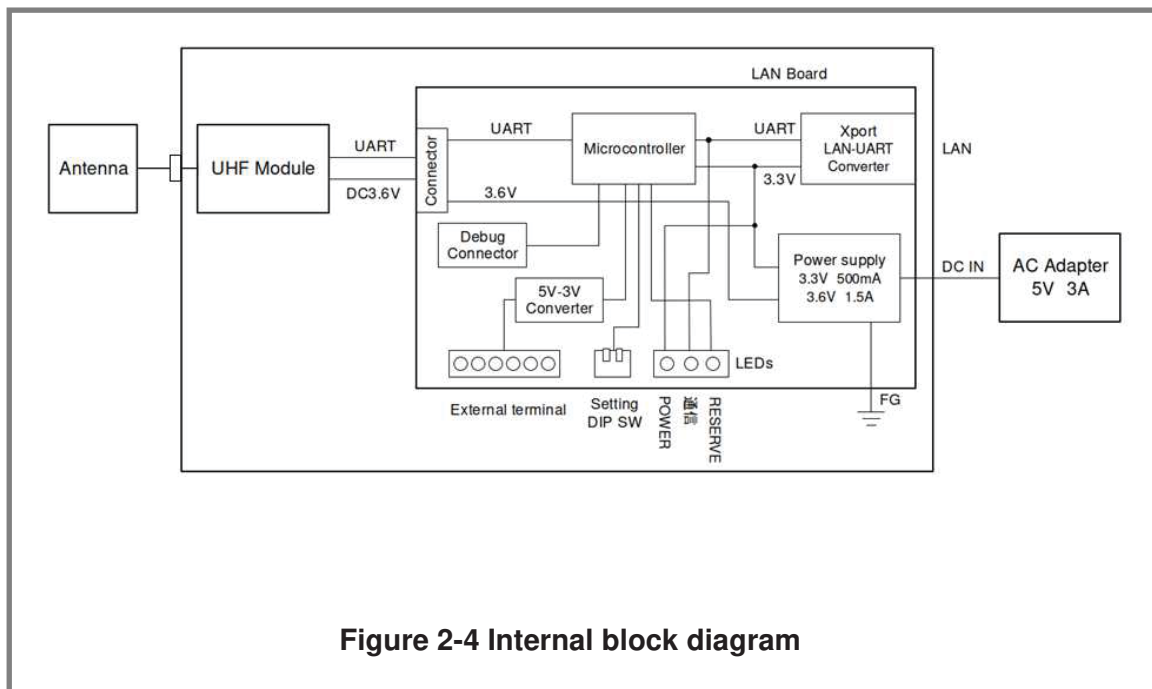 LAN Board
Antenna
UHF Module
UART
DC3.6V
Connector
UART
3.6V
Microcontroller
UART
3.3V
Xport
LAN-UART
Converter
LAN
Debug
Connector
5V-3V
Converter
Power supply
3.3V 500mA
3.6V 1.5A
DC IN
AC Adapter
5V 3A
External terminal
Setting
DIP SW
LEDs
POWER
通信
RESERVE
FG
Figure 2-4 Internal block diagram